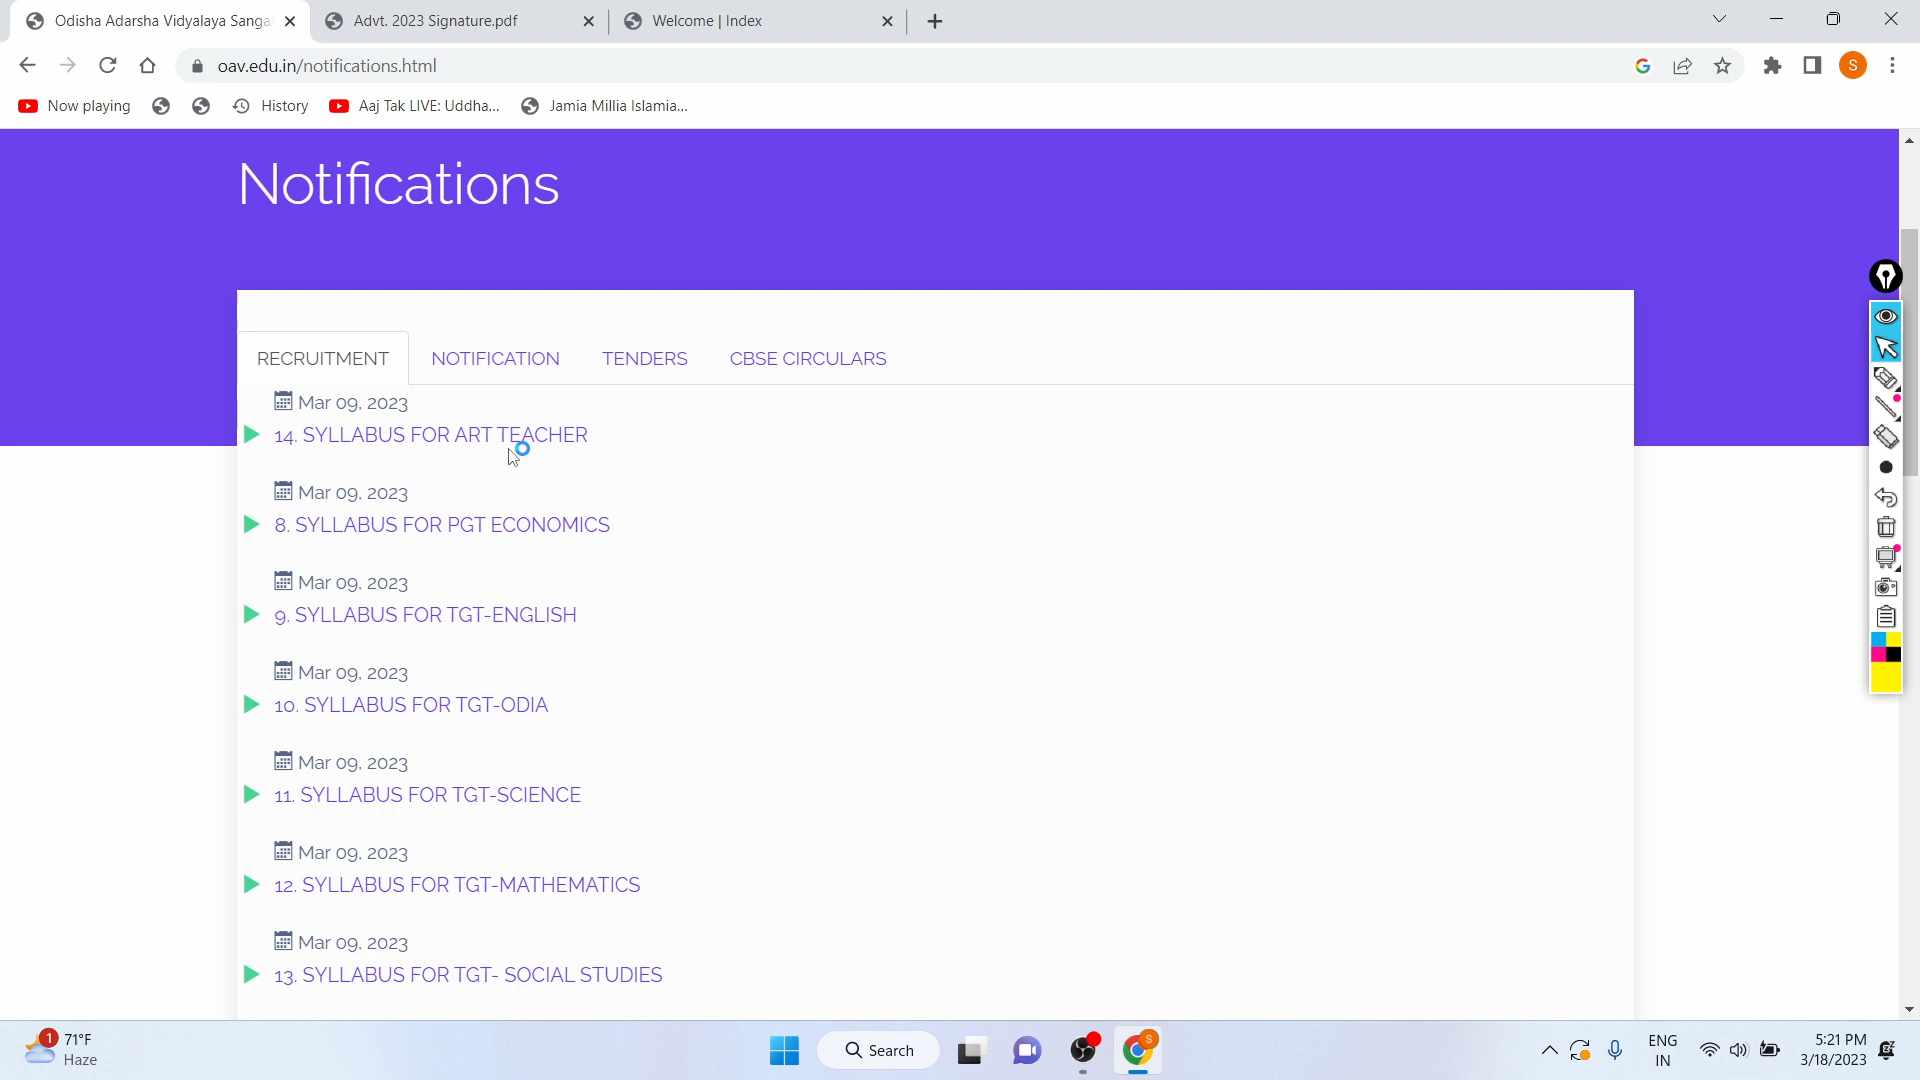 Odisha Adarsha Vidyalaya Sanga
Advt. 2023 Signature.pdf
Welcome | Index
oav.edu.in/notifications.html
S
Now playing
History
Aaj Tak LIVE: Uddha...
Jamia Millia Islamia...
Notifications
RECRUITMENT
NOTIFICATION
TENDERS
CBSE CIRCULARS
Mar 09, 2023
14. SYLLABUS FOR ART TEACHER
Mar 09, 2023
8. SYLLABUS FOR PGT ECONOMICS
Mar 09, 2023
9. SYLLABUS FOR TGT-ENGLISH
Mar 09, 2023
10. SYLLABUS FOR TGT-ODIA
Mar 09, 2023
11. SYLLABUS FOR TGT-SCIENCE
Mar 09, 2023
12. SYLLABUS FOR TGT-MATHEMATICS
Mar 09, 2023
13. SYLLABUS FOR TGT- SOCIAL STUDIES
1
71°F
Haze
Search
S
ENG
IN
5:21 PM
3/18/2023